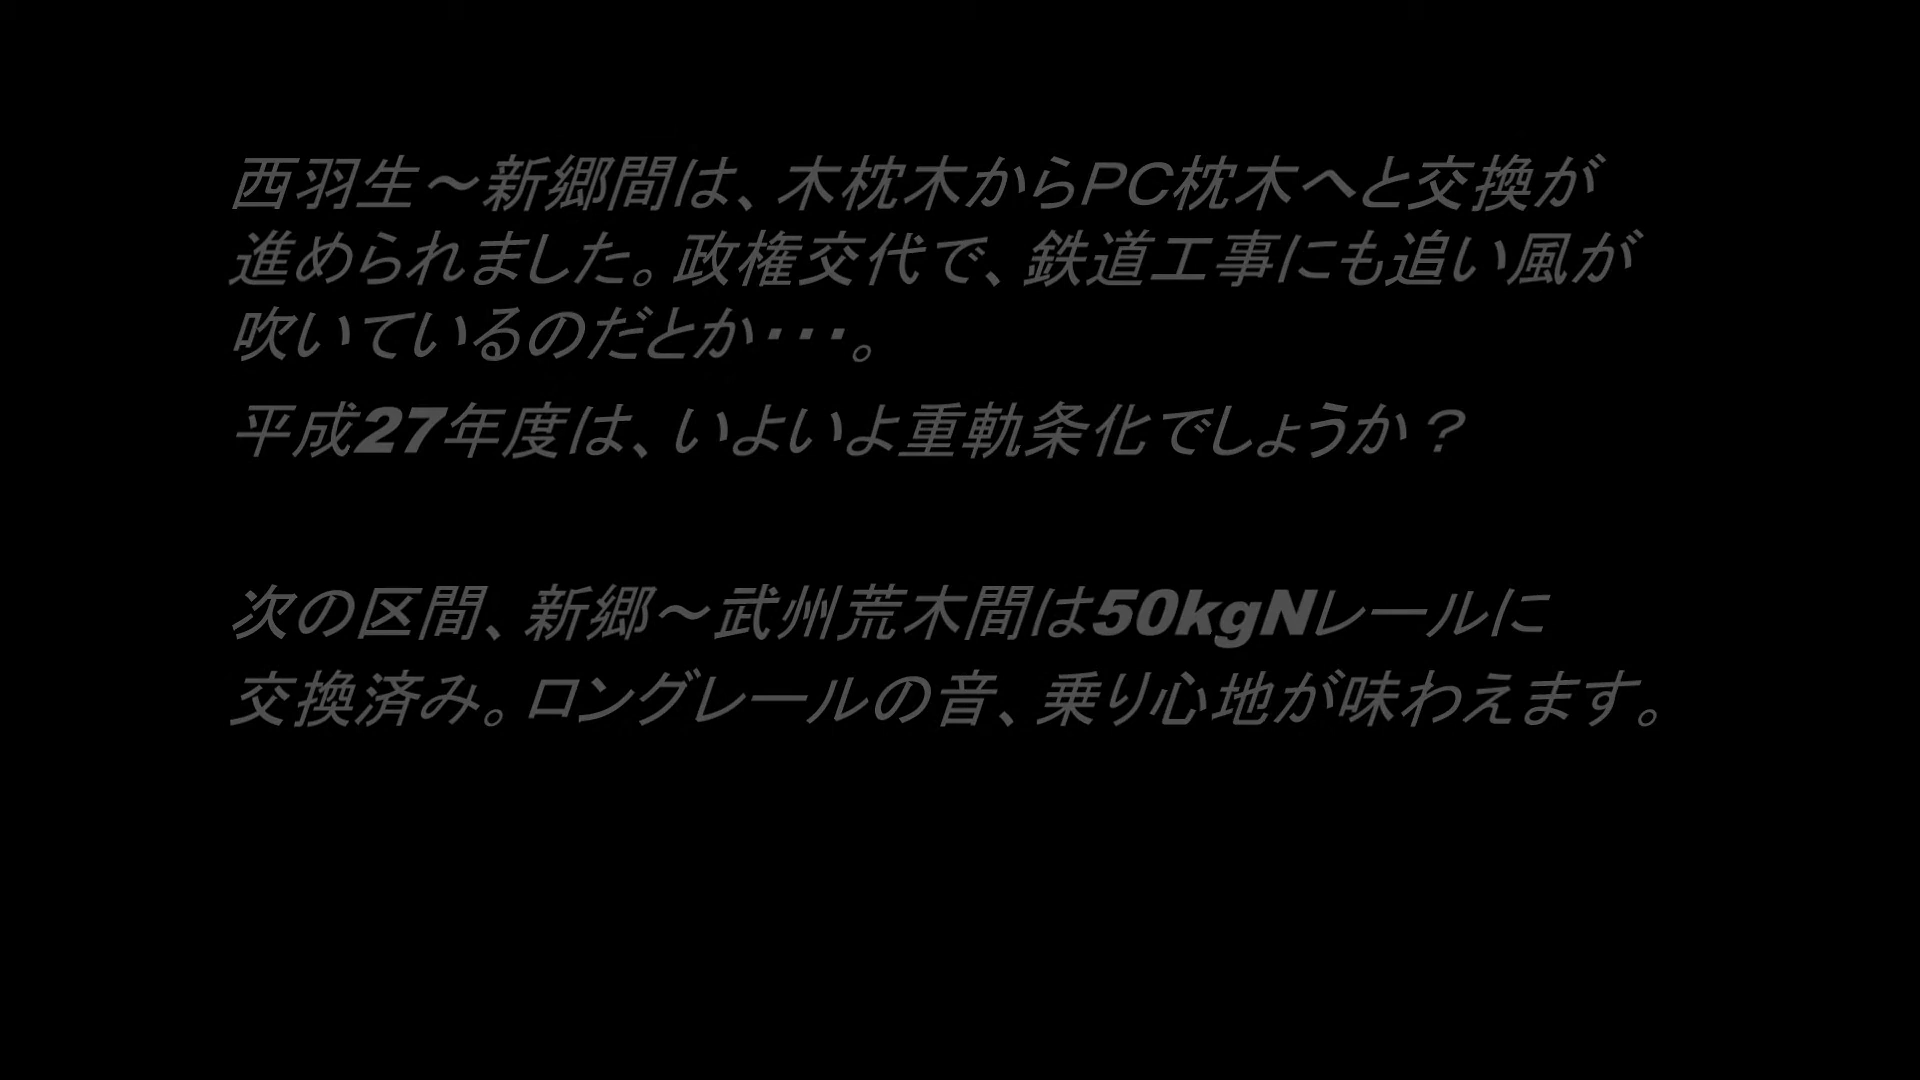 西羽生～新郷間は、木枕木からPC枕木へと交換が
進められました。政権交代で、鉄道工事にも追い風が
吹いているのだとか・・・。
平成27年度は、いよいよ重軌条化でしょうか？
次の区間、新郷～武州荒木間は50kgNレールに
交換済み。ロングレールの音、乗り心地が味わえます。